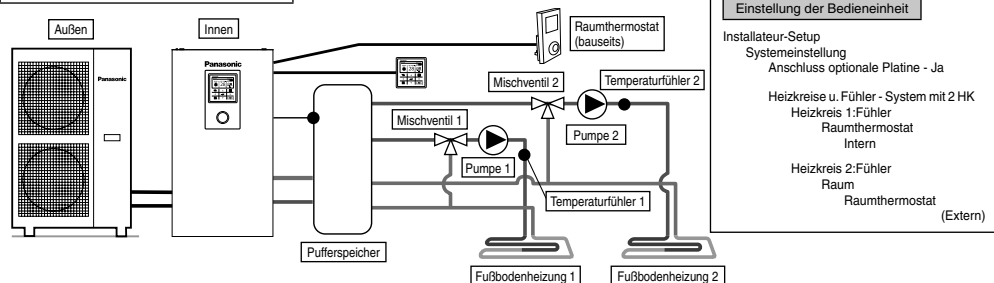 Außen
Innen
Raumthermostat
(bauseits)
Panasonic
Panasonic
Mischventil 2
Temperaturfühler 2
Mischventil 1
Pumpe 2
Pumpe 1
Temperaturfühler 1
Pufferspeicher
Fußbodenheizung 1
Fußbodenheizung 2
Einstellung der Bedieneinheit
Installateur-Setup
Systemeinstellung
Anschluss optionale Platine - Ja
Heizkreise u. Fühler - System mit 2 HK
Heizkreis 1:Fühler
Raumthermostat
Intern
Heizkreis 2:Fühler
Raum
Raumthermostat
(Extern)